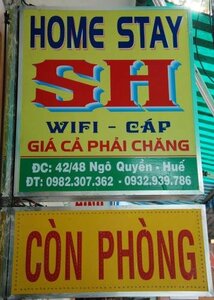 HOME STAY
SH
WIFI - CÁP
GIÁ CẢ PHẢI CHĂNG
ĐC: 42/48 Ngô Quyền - Huế
ĐT: 0982.307.362 - 0932.939.786
CÒN PHÒNG